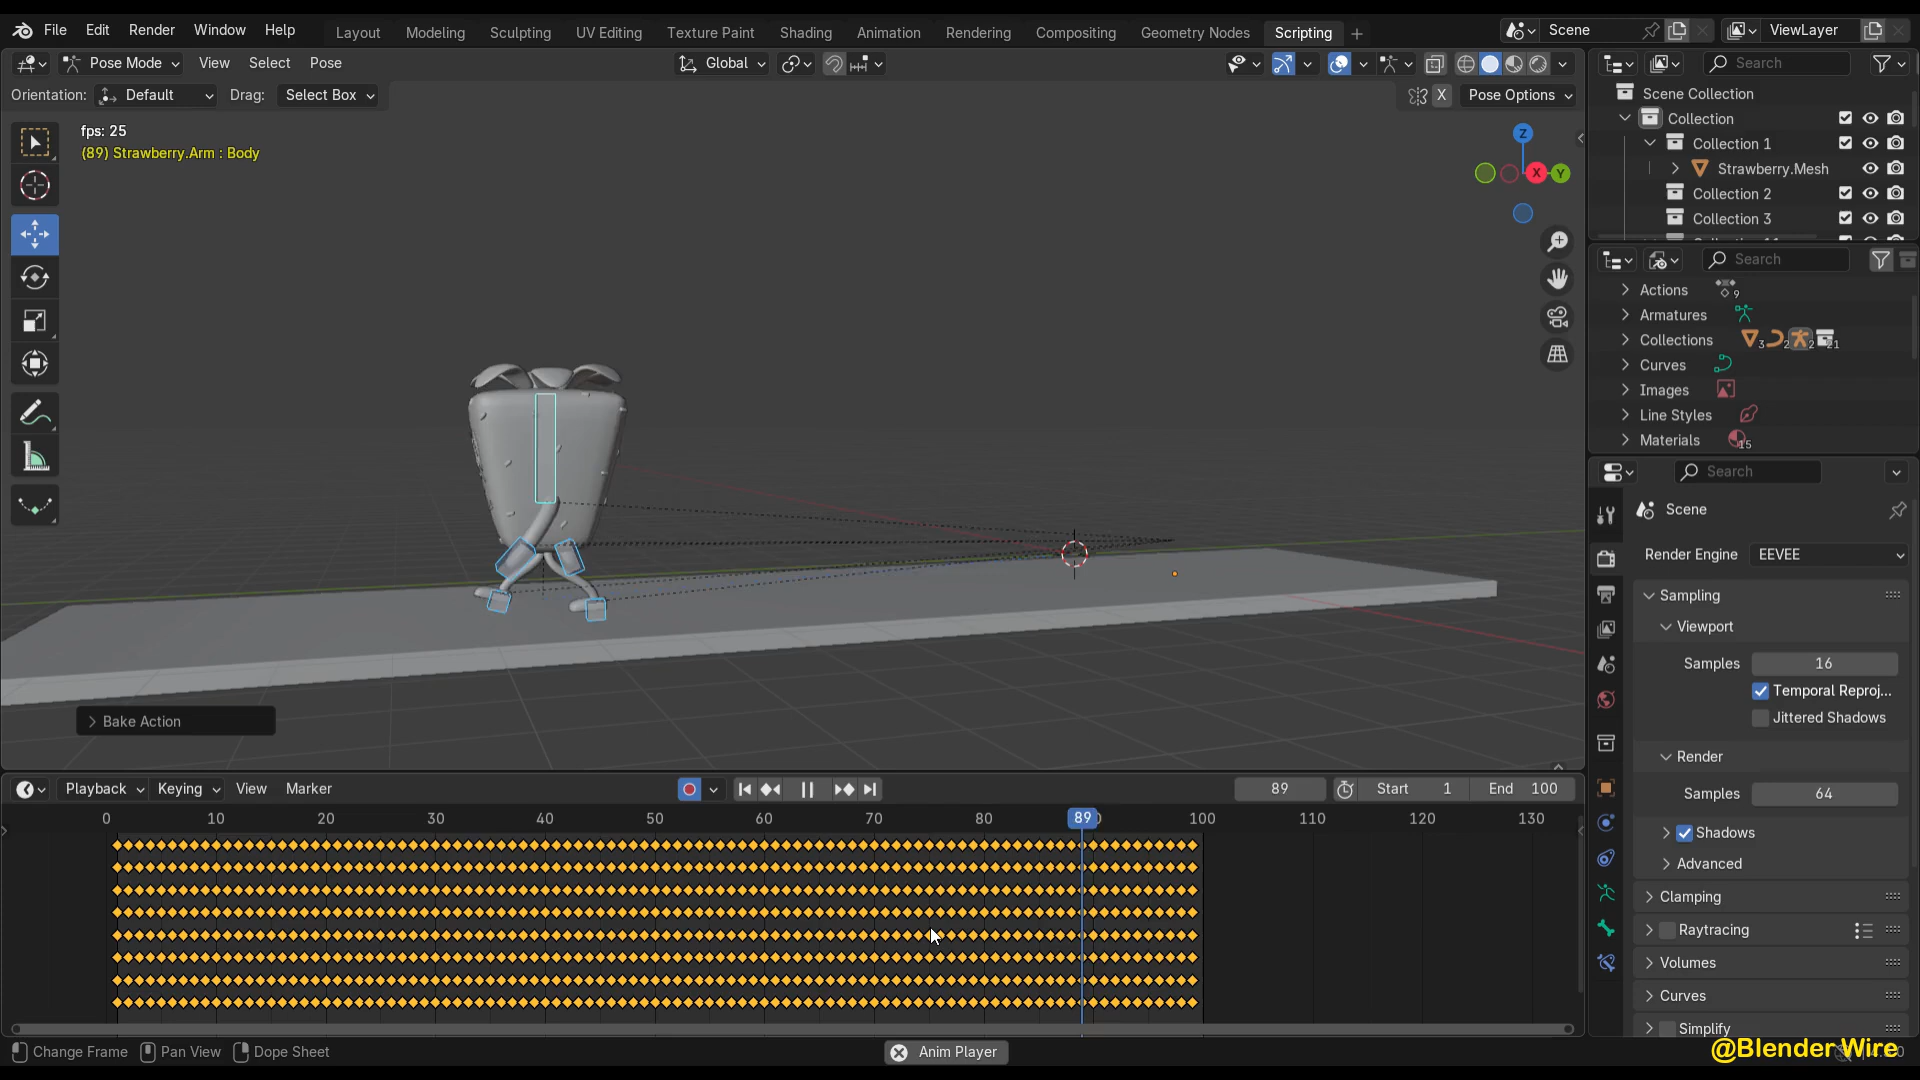 File Edit Render Window Help Layout Modeling Sculpting UV Editing Texture Paint Shading Animation Rendering Compositing Geometry Nodes Scripting + Scene ViewLayer
Pose Mode View Select Pose Global Search
Orientation: Default Drag: Select Box X Pose Options
fps: 25
(89) Strawberry.Arm : Body
Z
X
Y
Scene Collection
Collection
Collection 1
Strawberry.Mesh
Collection 2
Collection 3
Search
Actions 9
Armatures
Collections 3 2 2 21
Curves
Images
Line Styles
Materials 15
Search
Scene
Render Engine EEVEE
Sampling
Viewport
Samples 16
Temporal Reproj...
Jittered Shadows
Render
Samples 64
Shadows
Advanced
Clamping
Raytracing
Volumes
Curves
Simplify
Bake Action
Playback Keying View Marker 89 Start 1 End 100
0 10 20 30 40 50 60 70 80 89 100 110 120 130
Change Frame Pan View Dope Sheet Anim Player
@BlenderWire